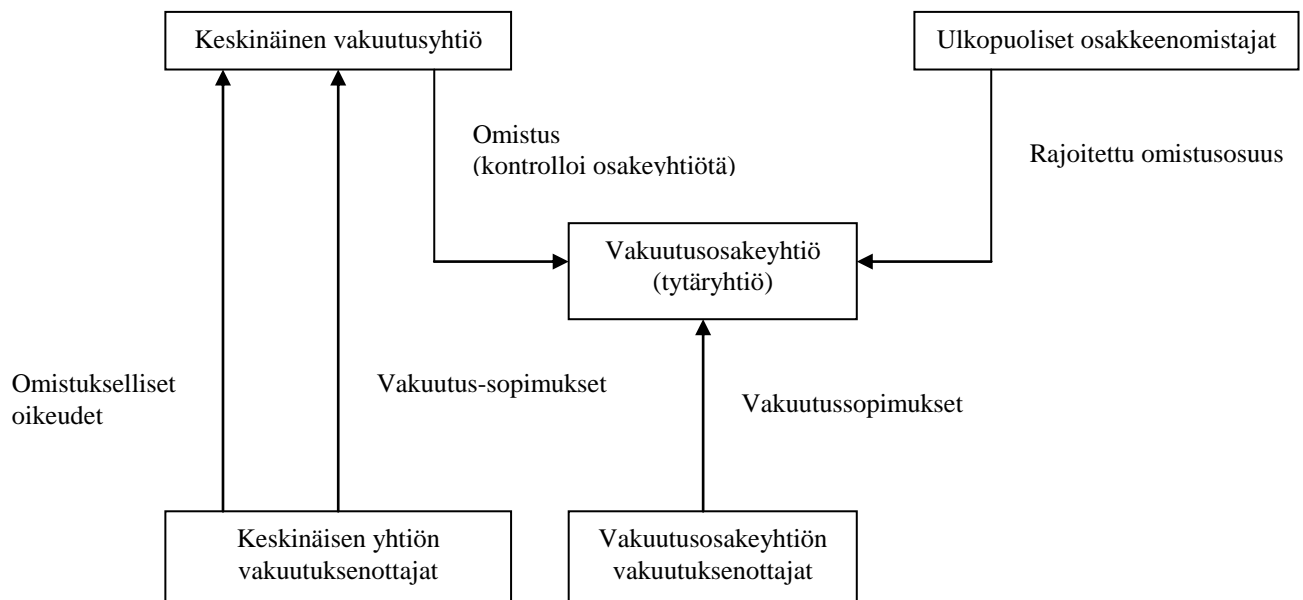 Keskinäinen vakuutusyhtiö
Ulkopuoliset osakkeenomistajat
Omistus
(kontrolloi osakeyhtiötä)
Rajoitettu omistusosuus
Vakuutusosakeyhtiö
(tytäryhtiö)
Omistukselliset
oikeudet
Vakuutus-sopimukset
Vakuutussopimukset
Keskinäisen yhtiön
vakuutuksenottajat
Vakuutusosakeyhtiön
vakuutuksenottajat